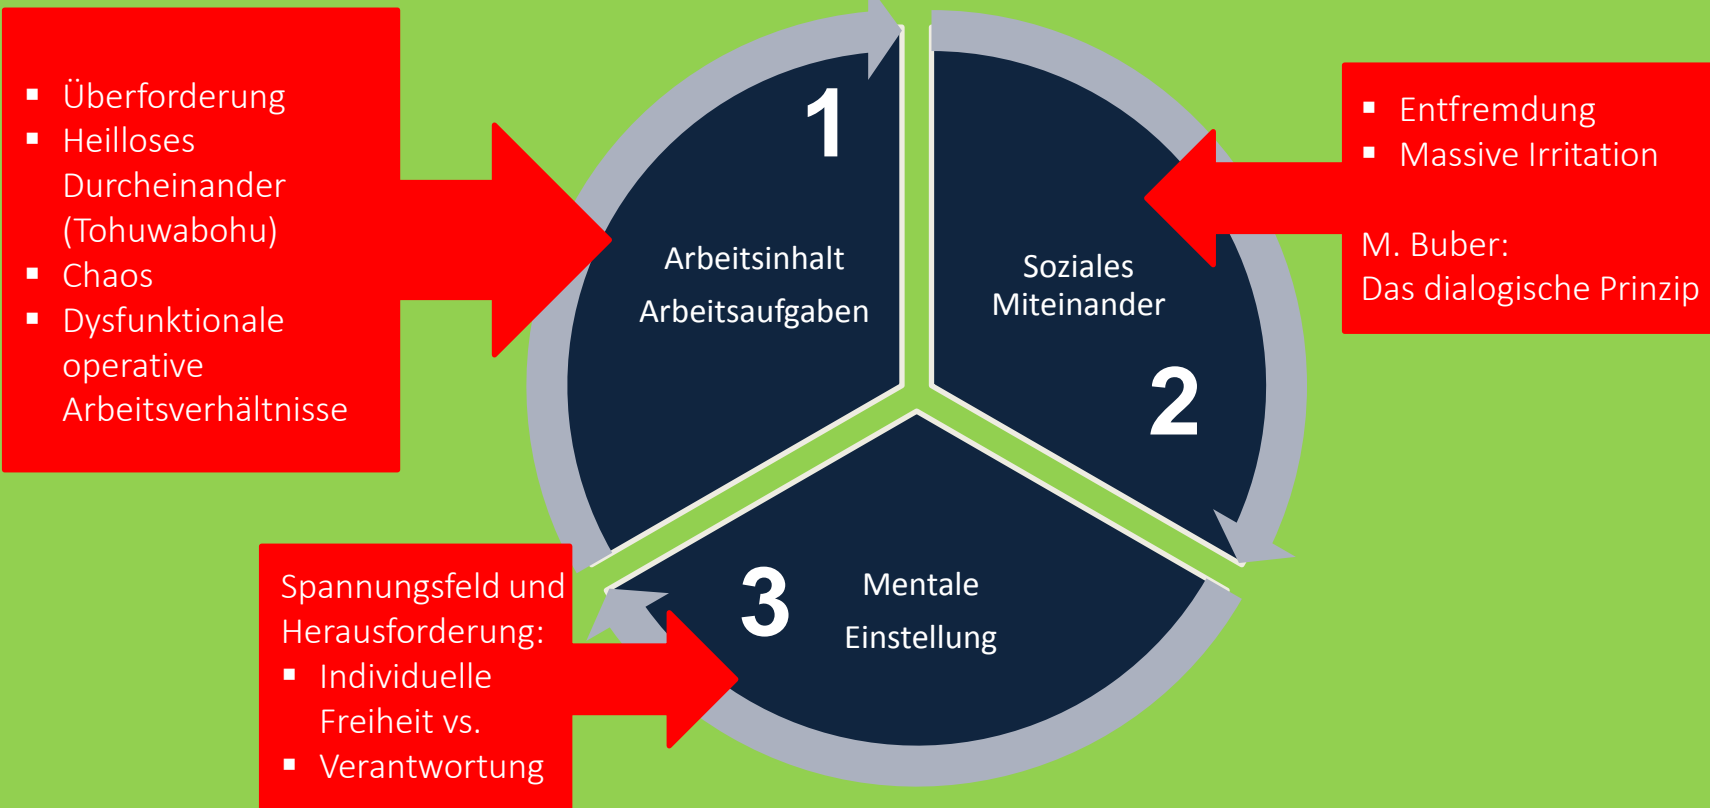 ▪ Überforderung
▪ Heilloses
Durcheinander
(Tohuwabohu)
▪ Chaos
▪ Dysfunktionale
operative
Arbeitsverhältnisse
1
Arbeitsinhalt
Arbeitsaufgaben
Soziales
Miteinander
2
▪ Entfremdung
▪ Massive Irritation
M. Buber:
Das dialogische Prinzip
Spannungsfeld und
Herausforderung:
▪ Individuelle
Freiheit vs.
▪ Verantwortung
3
Mentale
Einstellung